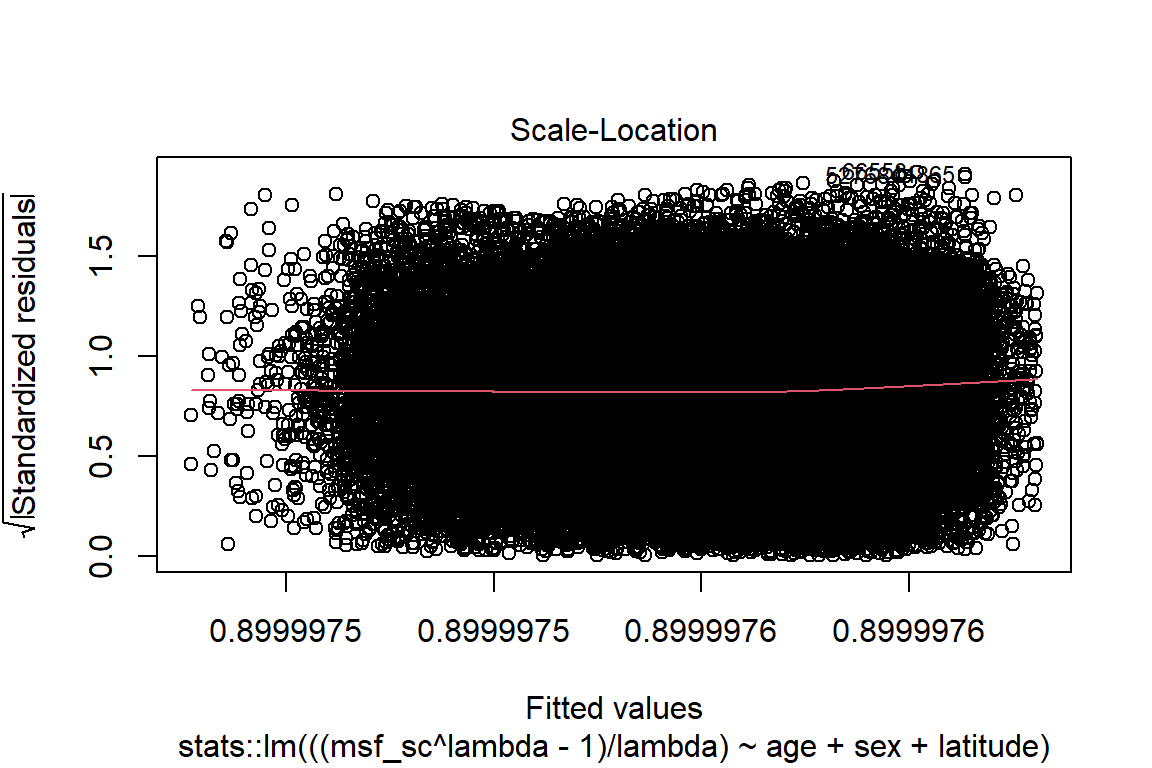 Scale-Location
√|Standardized residuals|
1.5
1.0
0.5
0.0
0.8999975 0.8999975 0.8999976 0.8999976
Fitted values
stats::lm(((msf_sc^lambda - 1)/lambda) ~ age + sex + latitude)